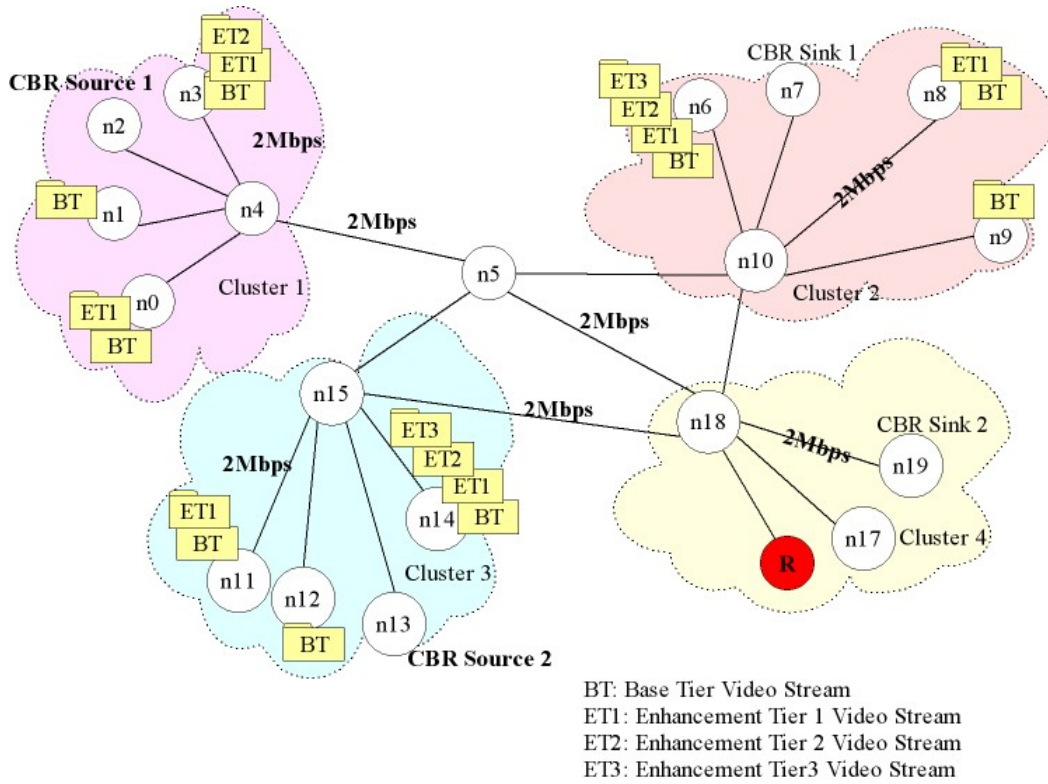 ET2
ET1
BT
n3
CBR Source 1
n2
2Mbps
BT
n1
n4
2Mbps
Cluster 1
n0
ET1
BT
CBR Sink 1
n7
ET3
ET2
ET1
BT
n6
n8
ET1
BT
2Mbps
BT
n9
n10
Cluster 2
n5
2Mbps
n15
2Mbps
2Mbps
ET3
ET2
ET1
BT
n14
ET1
BT
n11
n12
BT
n13
Cluster 3
CBR Source 2
n18
CBR Sink 2
2Mbps
n19
n17
Cluster 4
R
BT: Base Tier Video Stream
ET1: Enhancement Tier 1 Video Stream
ET2: Enhancement Tier 2 Video Stream
ET3: Enhancement Tier3 Video Stream